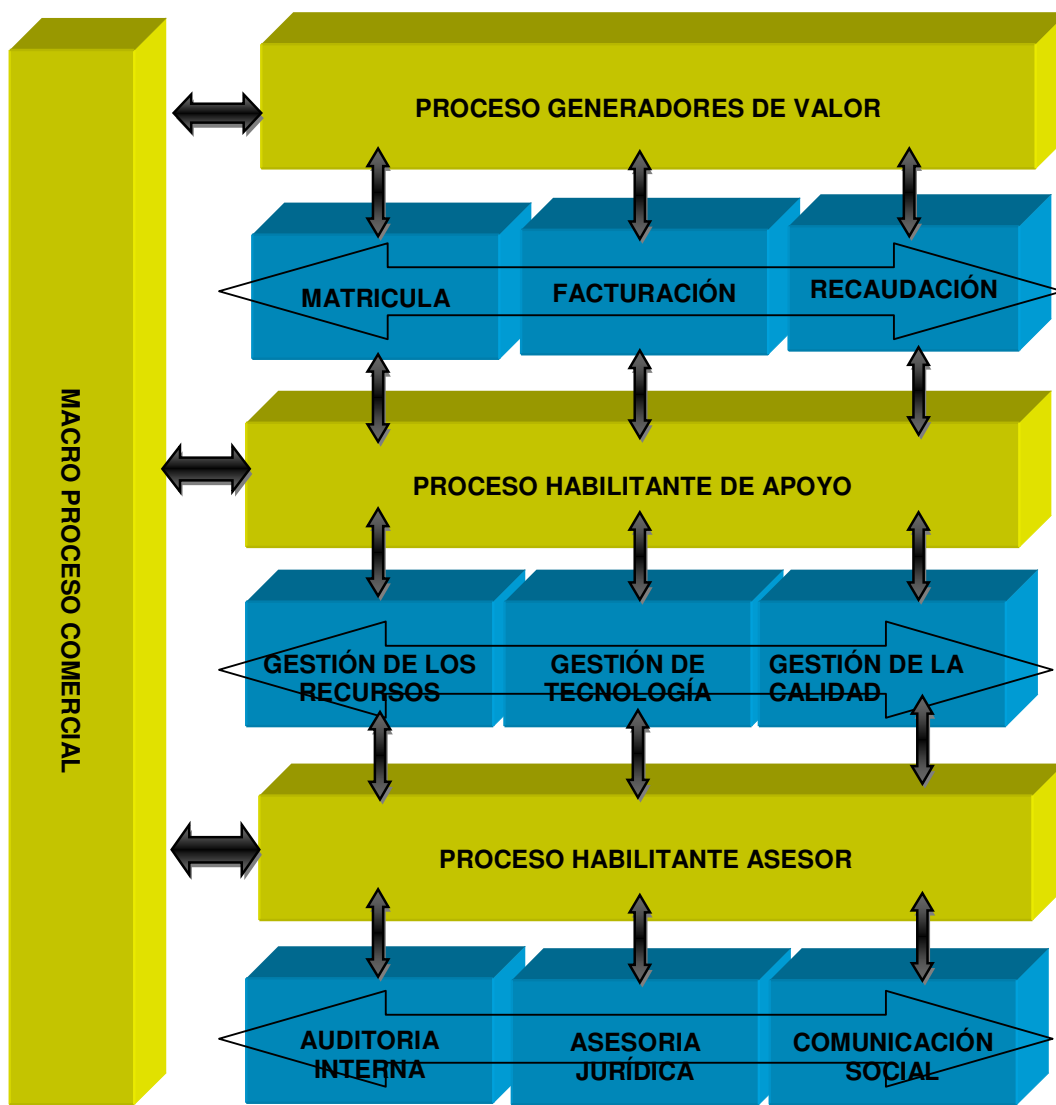 MACRO PROCESO COMERCIAL
PROCESO GENERADORES DE VALOR
MATRICULA
FACTURACIÓN
RECAUDACIÓN
PROCESO HABILITANTE DE APOYO
GESTIÓN DE LOS
RECURSOS
GESTIÓN DE
TECNOLOGÍA
GESTIÓN DE LA
CALIDAD
PROCESO HABILITANTE ASESOR
AUDITORIA
INTERNA
ASESORIA
JURÍDICA
COMUNICACIÓN
SOCIAL